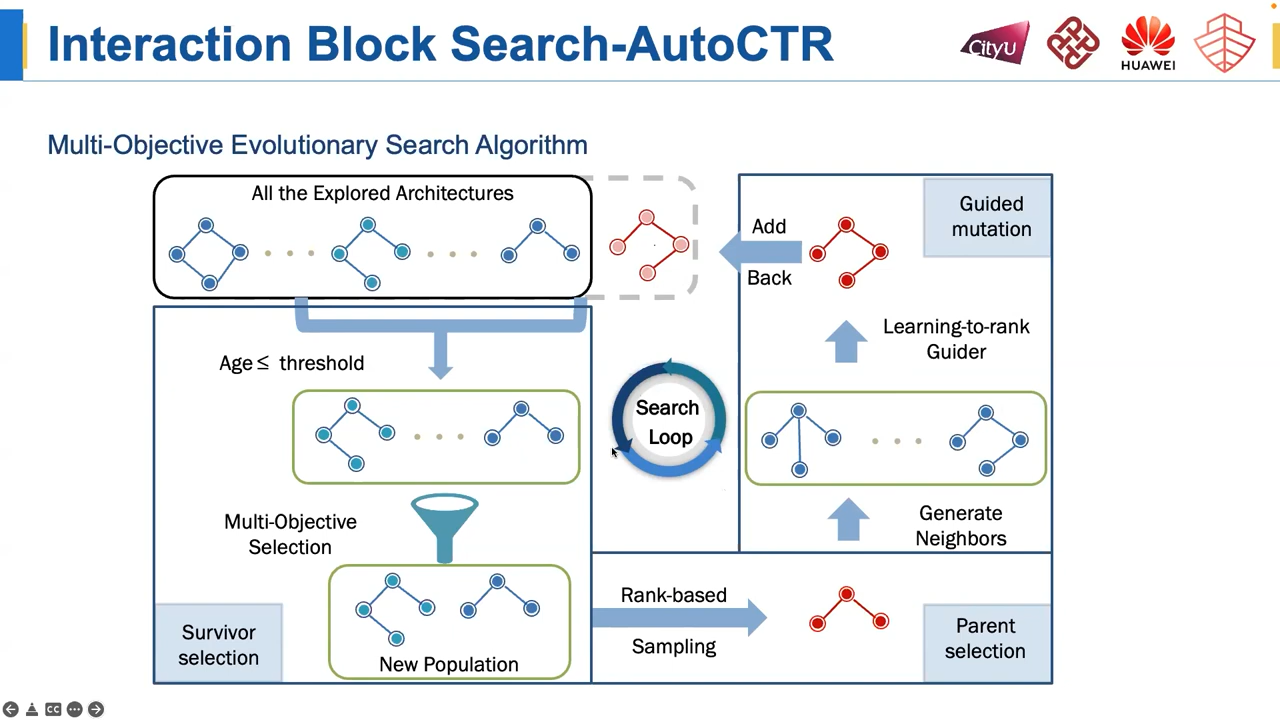 Interaction Block Search-AutoCTR
CityU
HUAWEI
Multi-Objective Evolutionary Search Algorithm
All the Explored Architectures
Add
Back
Guided
mutation
Learning-to-rank
Guider
Age ≤ threshold
Search
Loop
Generate
Neighbors
Multi-Objective
Selection
New Population
Survivor
selection
Rank-based
Sampling
Parent
selection
CC